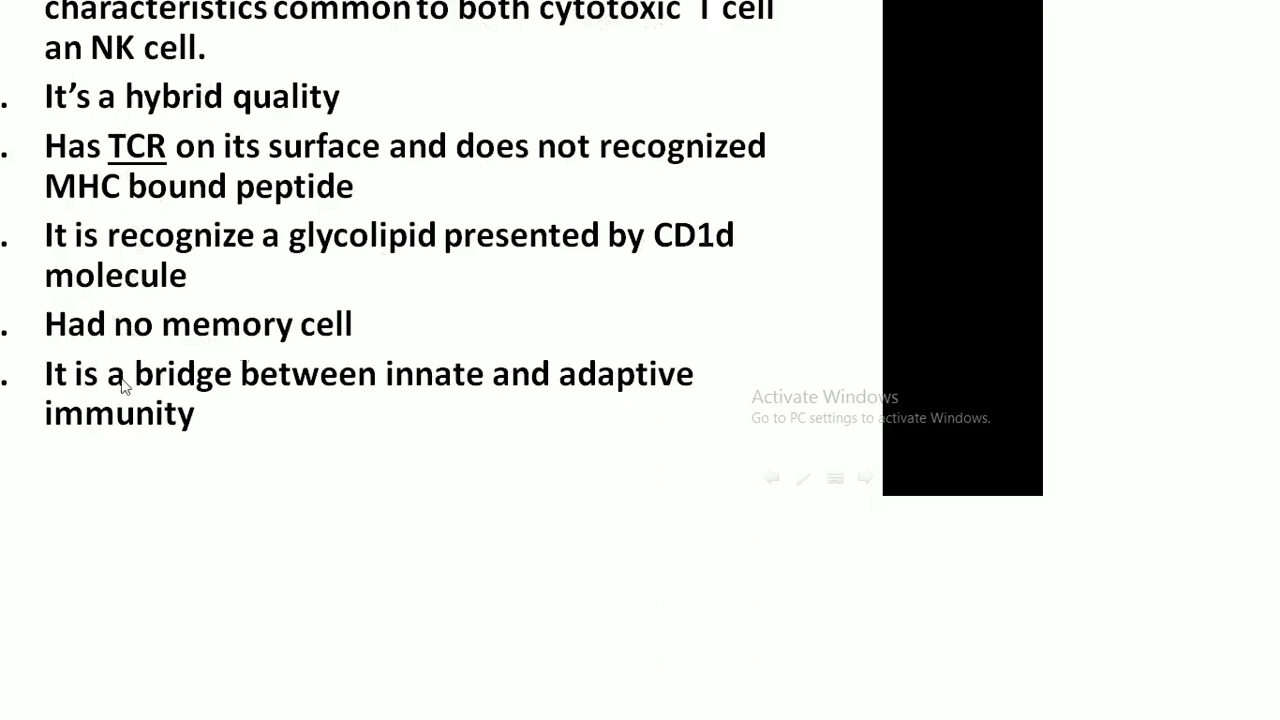 characteristics common to both cytotoxic T cell
an NK cell.
. It’s a hybrid quality
. Has TCR on its surface and does not recognized
MHC bound peptide
. It is recognize a glycolipid presented by CD1d
molecule
. Had no memory cell
. It is a bridge between innate and adaptive
immunity
Activate Windows
Go to PC settings to activate Windows.